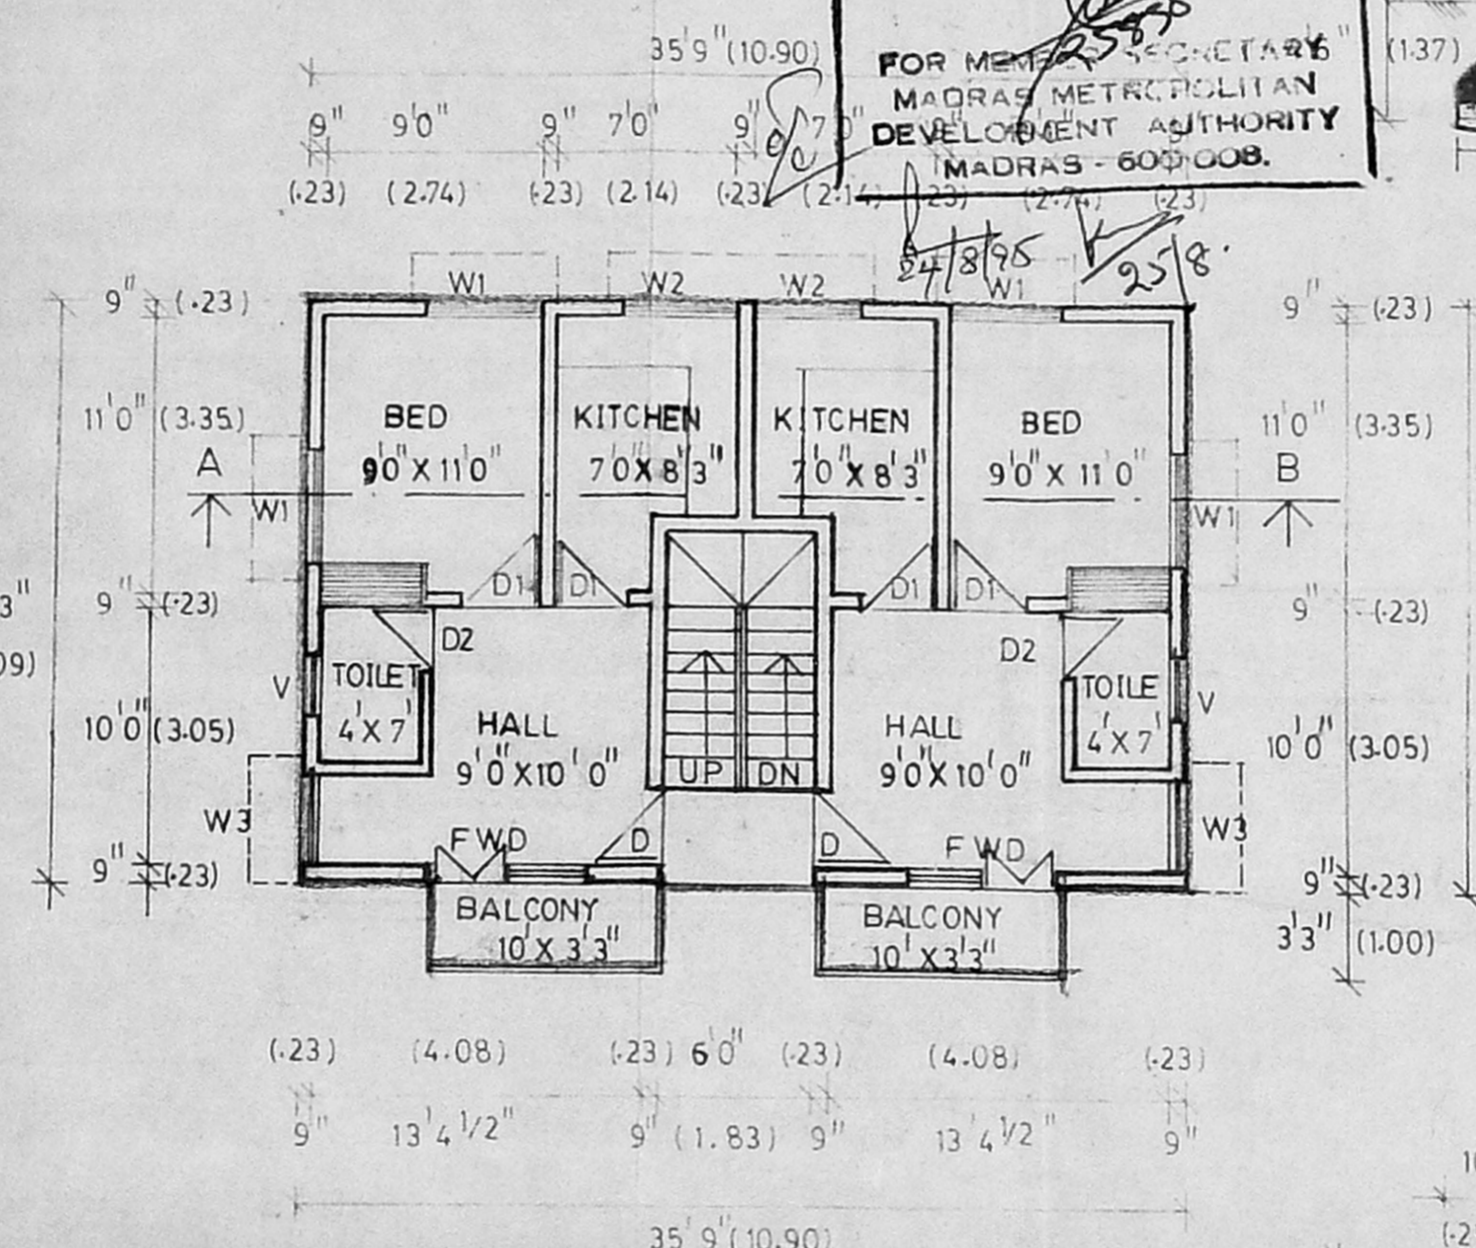 35'9"(10.90)
(1.37)
FOR MEMBER SECRETARY
MADRAS METROPOLITAN
DEVELOPMENT AUTHORITY
MADRAS - 600 008.
9" 9'0" 9" 7'0" 9" 7'0"
(.23) (2.74) (.23) (2.14) (.23) (2.14) (.23) (2.74) (.23)
24/8/95 25/8
W1 W2 W2 W1
9" (.23) 9" (.23)
11'0" (3.35) BED KITCHEN KITCHEN BED 11'0" (3.35)
A 9'0" X 11'0" 7'0 X 8'3" 7'0" X 8'3" 9'0" X 11'0" B
W1 W1
D1 D1 D1 D1
9" (.23) 9" (.23)
D2 D2
TOILET TOILE
V V
4' X 7' HALL HALL 4' X 7'
10'0" (3.05) 9'0" X 10'0" 9'0" X 10'0" 10'0" (3.05)
UP DN
W3 FWD D D FWD W3
9" (.23) 9" (.23)
BALCONY BALCONY
10' X 3'3" 10' X 3'3" 3'3" (1.00)
(.23) (4.08) (.23) 6'0" (.23) (4.08) (.23)
9" 13'4 1/2" 9" (1.83) 9" 13'4 1/2" 9"
35'9"(10.90)